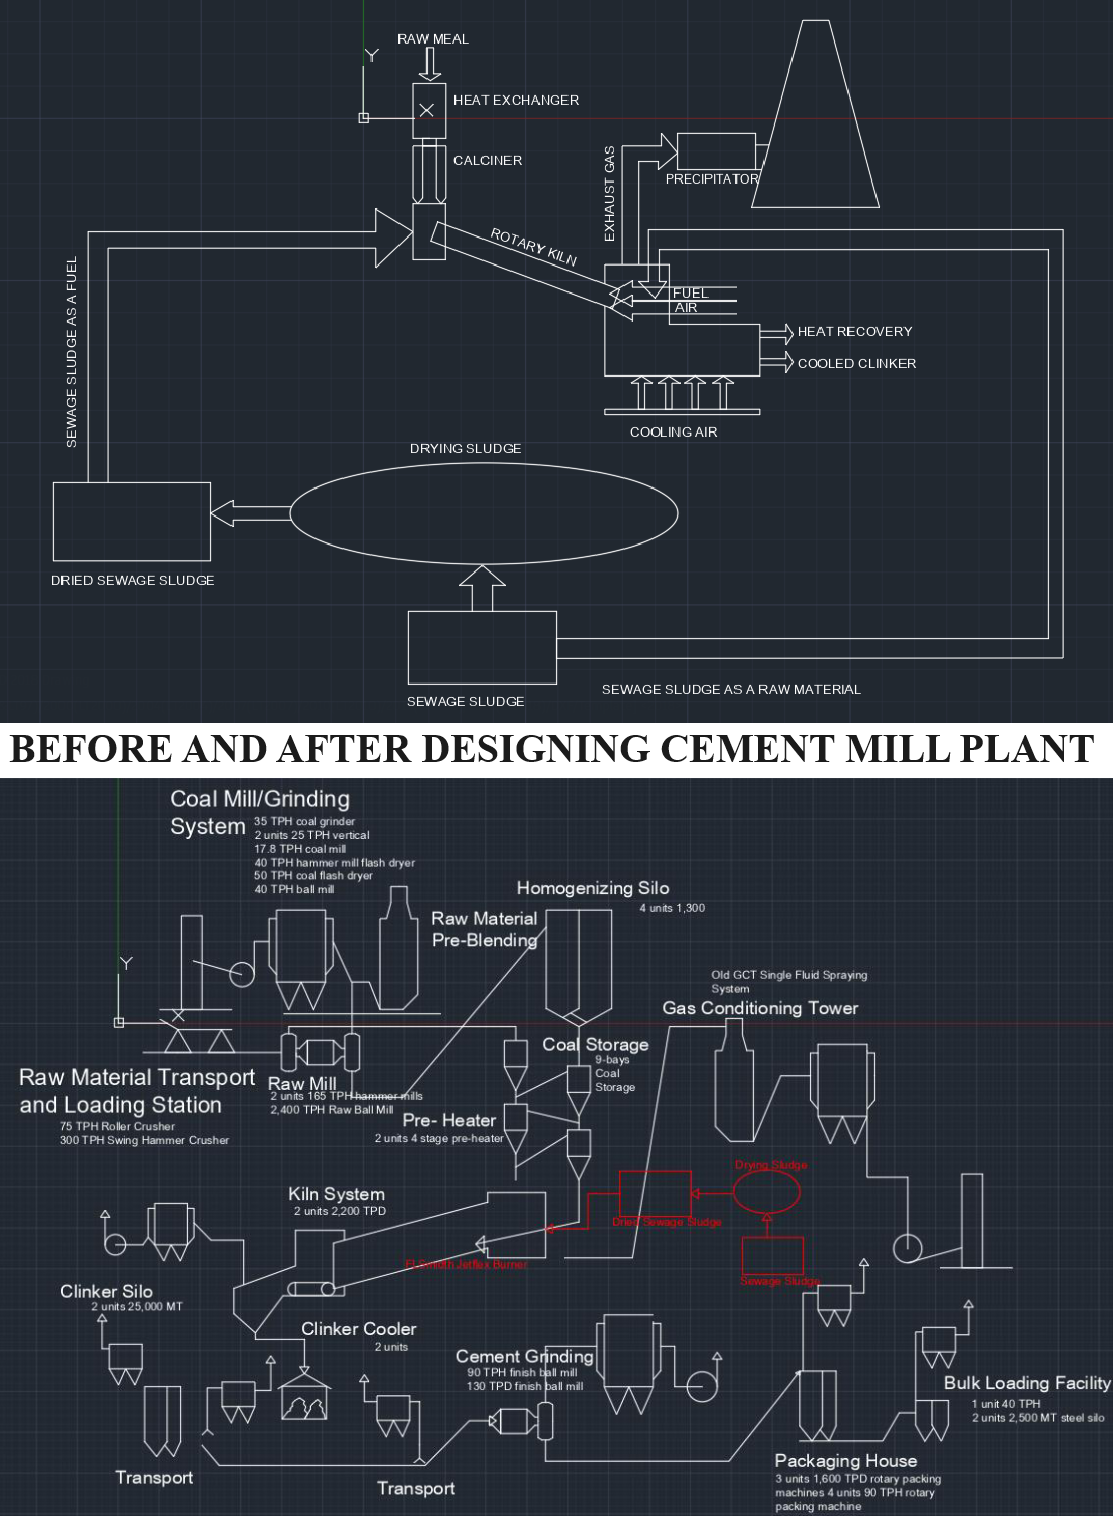 RAW MEAL
Y
HEAT EXCHANGER
CALCINER
EXHAUST GAS
PRECIPITATOR
ROTARY KILN
SEWAGE SLUDGE AS A FUEL
FUEL
AIR
HEAT RECOVERY
COOLED CLINKER
COOLING AIR
DRYING SLUDGE
DRIED SEWAGE SLUDGE
SEWAGE SLUDGE
SEWAGE SLUDGE AS A RAW MATERIAL
BEFORE AND AFTER DESIGNING CEMENT MILL PLANT
Coal Mill/Grinding
System
35 TPH coal grinder
2 units 25 TPH vertical
17.8 TPH coal mill
40 TPH hammer mill flash dryer
50 TPH coal flash dryer
40 TPH ball mill
Homogenizing Silo
4 units 1,300
Raw Material
Pre-Blending
Y
Old GCT Single Fluid Spraying
System
Gas Conditioning Tower
Coal Storage
9-bays
Coal
Storage
Raw Material Transport
and Loading Station
75 TPH Roller Crusher
300 TPH Swing Hammer Crusher
Raw Mill
2 units 165 TPH hammer mills
2,400 TPH Raw Ball Mill
Pre- Heater
2 units 4 stage pre-heater
Drying Sludge
Dried Sewage Sludge
Sewage Sludge
Kiln System
2 units 2,200 TPD
Jetflex Burner
Clinker Silo
2 units 25,000 MT
Clinker Cooler
2 units
Cement Grinding
90 TPH finish ball mill
130 TPD finish ball mill
Bulk Loading Facility
1 unit 40 TPH
2 units 2,500 MT steel silo
Packaging House
3 units 1,600 TPD rotary packing
machines 4 units 90 TPH rotary
packing machine
Transport
Transport